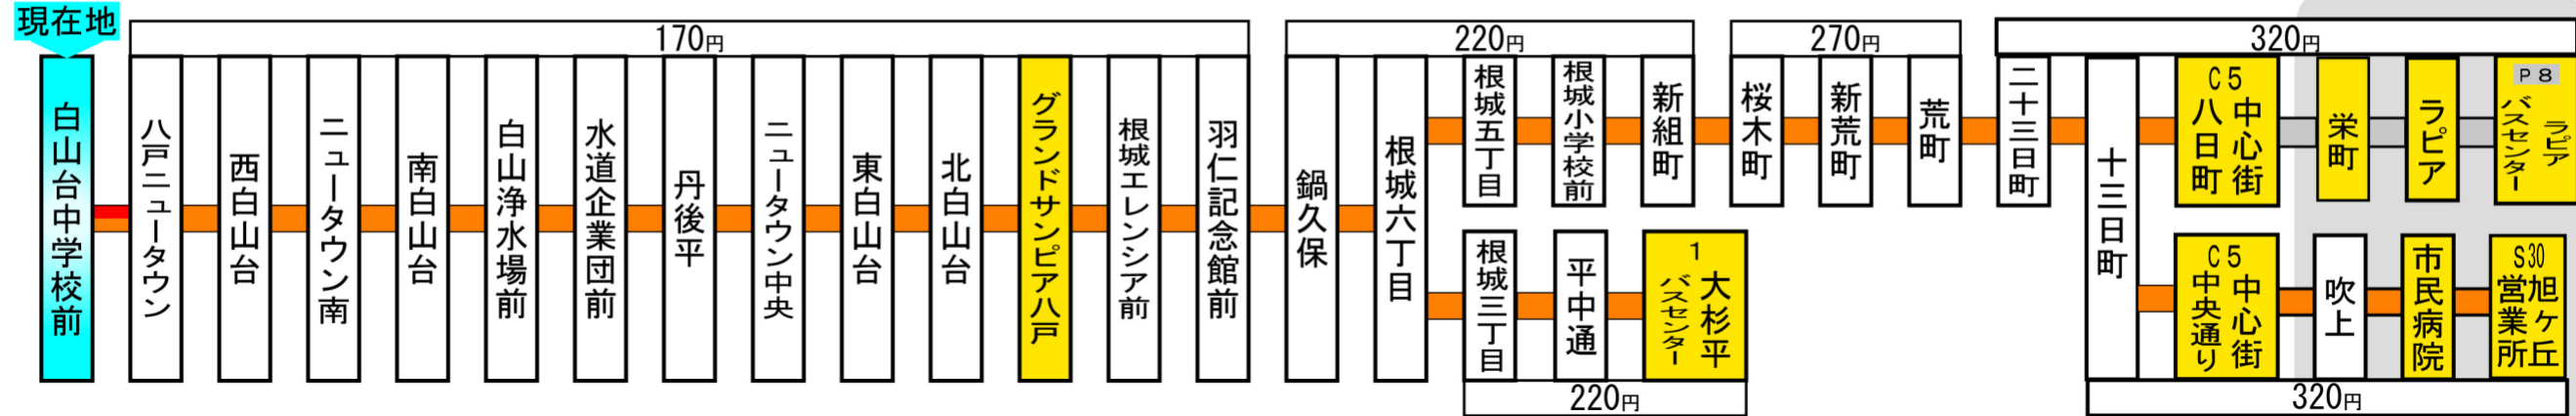 現在地
170円
220円
270円
320円
白山台中学校前
八戸ニュータウン
西白山台
ニュータウン南
南白山台
白山浄水場前
水道企業団前
丹後平
ニュータウン中央
東白山台
北白山台
グランドサンピア八戸
根城エレンシア前
羽仁記念館前
鍋久保
根城六丁目
根城五丁目
根城小学校前
新組町
桜木町
新荒町
荒町
二十三日町
十三日町
C5
中心街
八日町
栄町
ラピア
P8
ラピア
バスセンター
根城三丁目
平中通
1
大杉平
バスセンター
C5
中心街
中央通り
吹上
市民病院
S30
旭ヶ丘
営業所
220円
320円